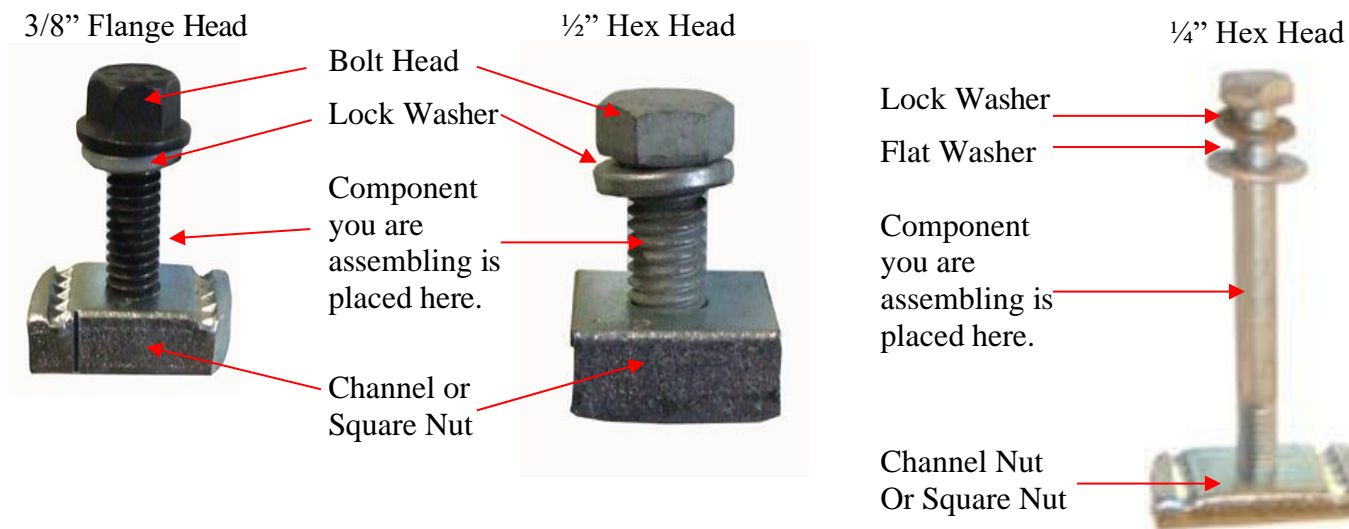 3/8” Flange Head
½” Hex Head
¼” Hex Head
Bolt Head
Lock Washer
Component
you are
assembling is
placed here.
Channel or
Square Nut
Lock Washer
Flat Washer
Component
you are
assembling is
placed here.
Channel Nut
Or Square Nut